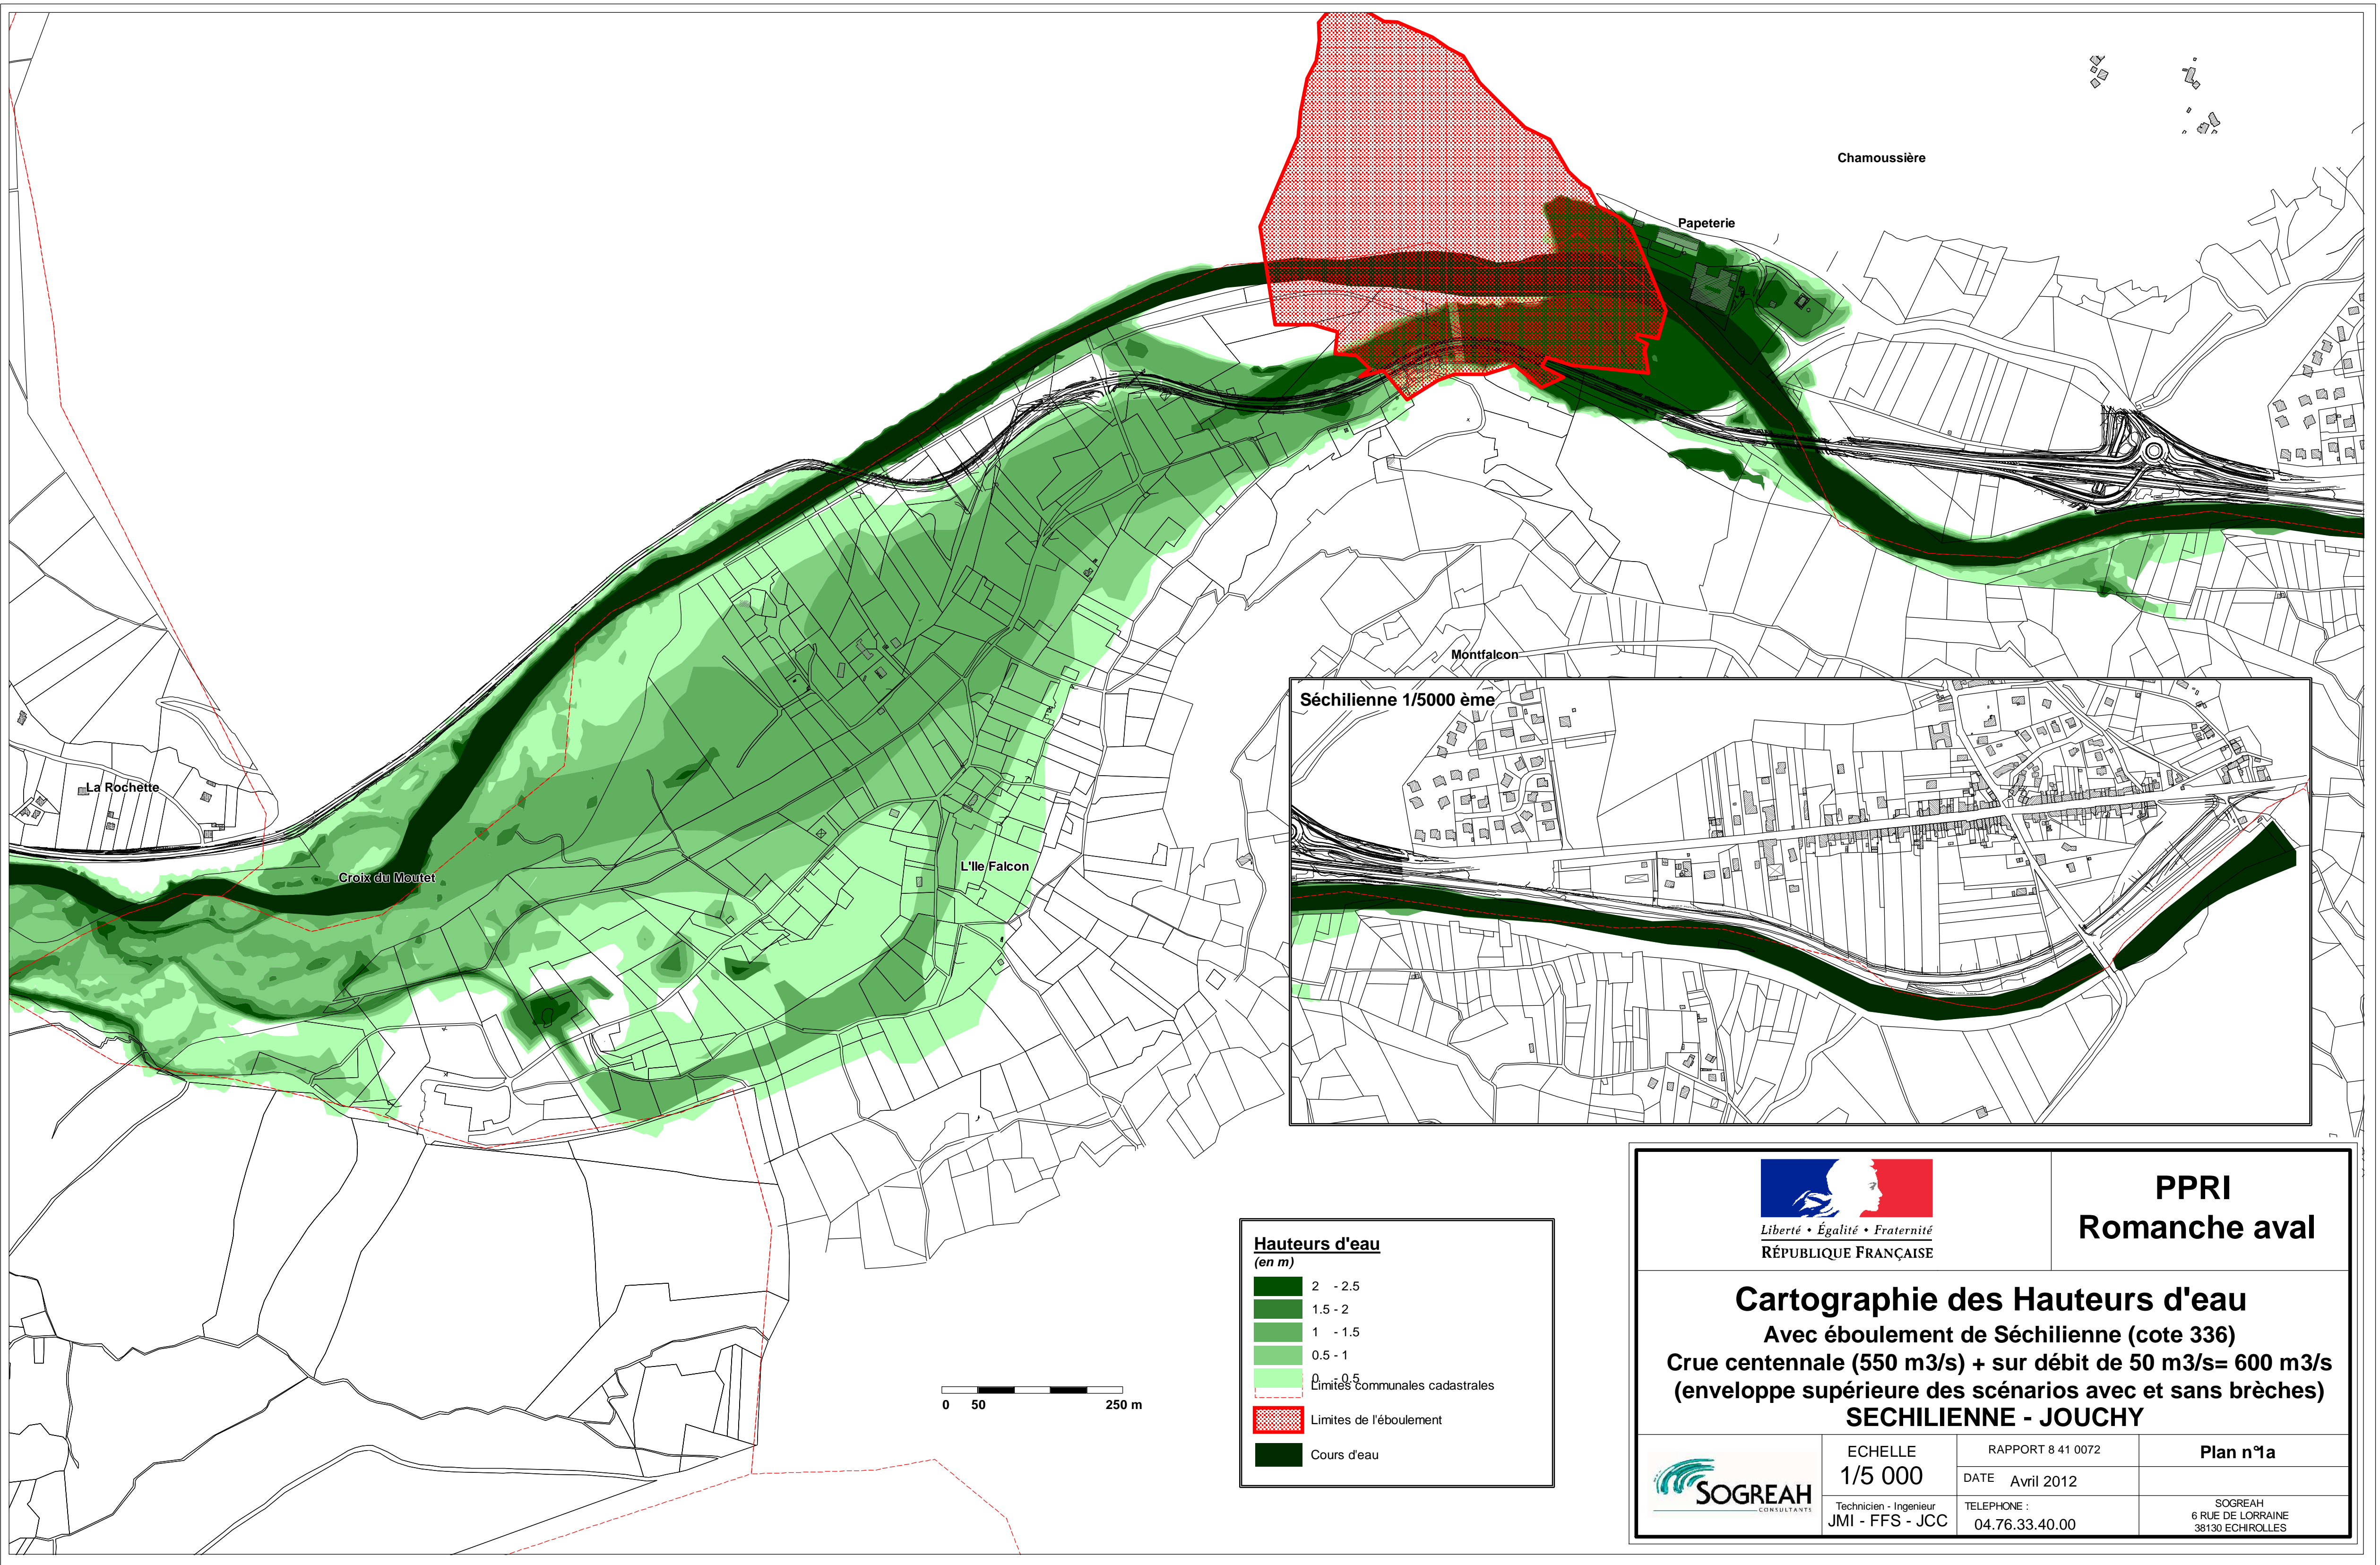 Chamoussière
Papeterie
Montfalcon
Séchilienne 1/5000 ème
La Rochette
Croix du Moutet
L'Ile Falcon
0 50 250 m
Hauteurs d'eau
(en m)
2 - 2.5
1.5 - 2
1 - 1.5
0.5 - 1
0 - 0.5
Limites communales cadastrales
Limites de l'éboulement
Cours d'eau
Liberté • Égalité • Fraternité
RÉPUBLIQUE FRANÇAISE
PPRI
Romanche aval
Cartographie des Hauteurs d'eau
Avec éboulement de Séchilienne (cote 336)
Crue centennale (550 m3/s) + sur débit de 50 m3/s= 600 m3/s
(enveloppe supérieure des scénarios avec et sans brèches)
SECHILIENNE - JOUCHY
SOGREAH
CONSULTANTS
ECHELLE
1/5 000
Technicien - Ingenieur
JMI - FFS - JCC
RAPPORT 8 41 0072
DATE Avril 2012
TELEPHONE :
04.76.33.40.00
Plan n°1a
SOGREAH
6 RUE DE LORRAINE
38130 ECHIROLLES